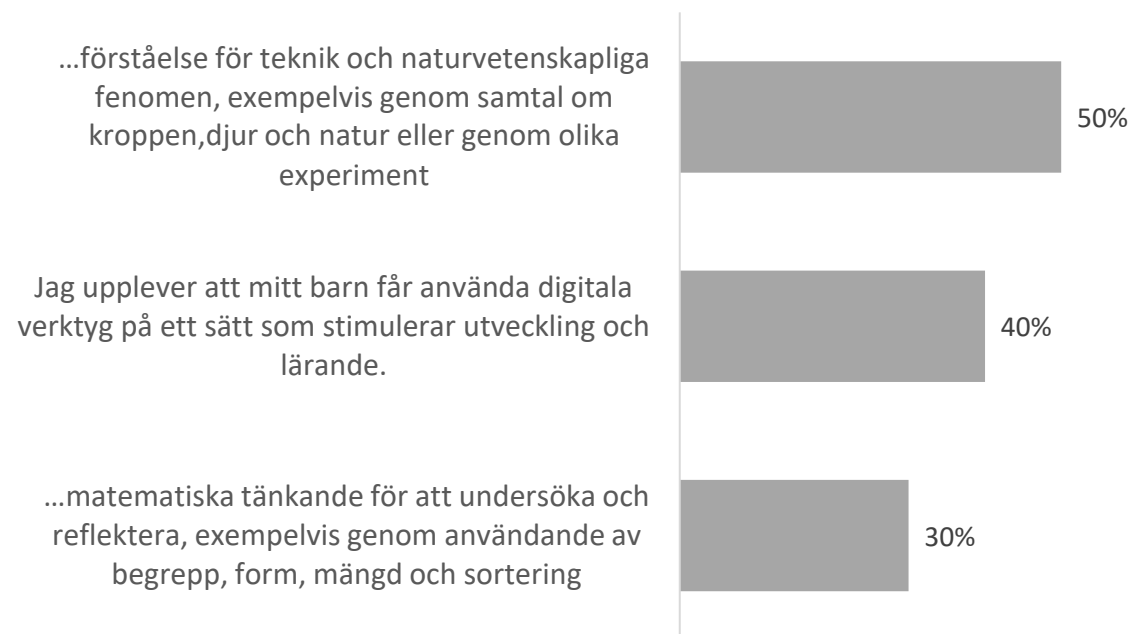 …förståelse för teknik och naturvetenskapliga
fenomen, exempelvis genom samtal om
kroppen,djur och natur eller genom olika
experiment
50%
Jag upplever att mitt barn får använda digitala
verktyg på ett sätt som stimulerar utveckling och
lärande.
40%
…matematiska tänkande för att undersöka och
reflektera, exempelvis genom användande av
begrepp, form, mängd och sortering
30%